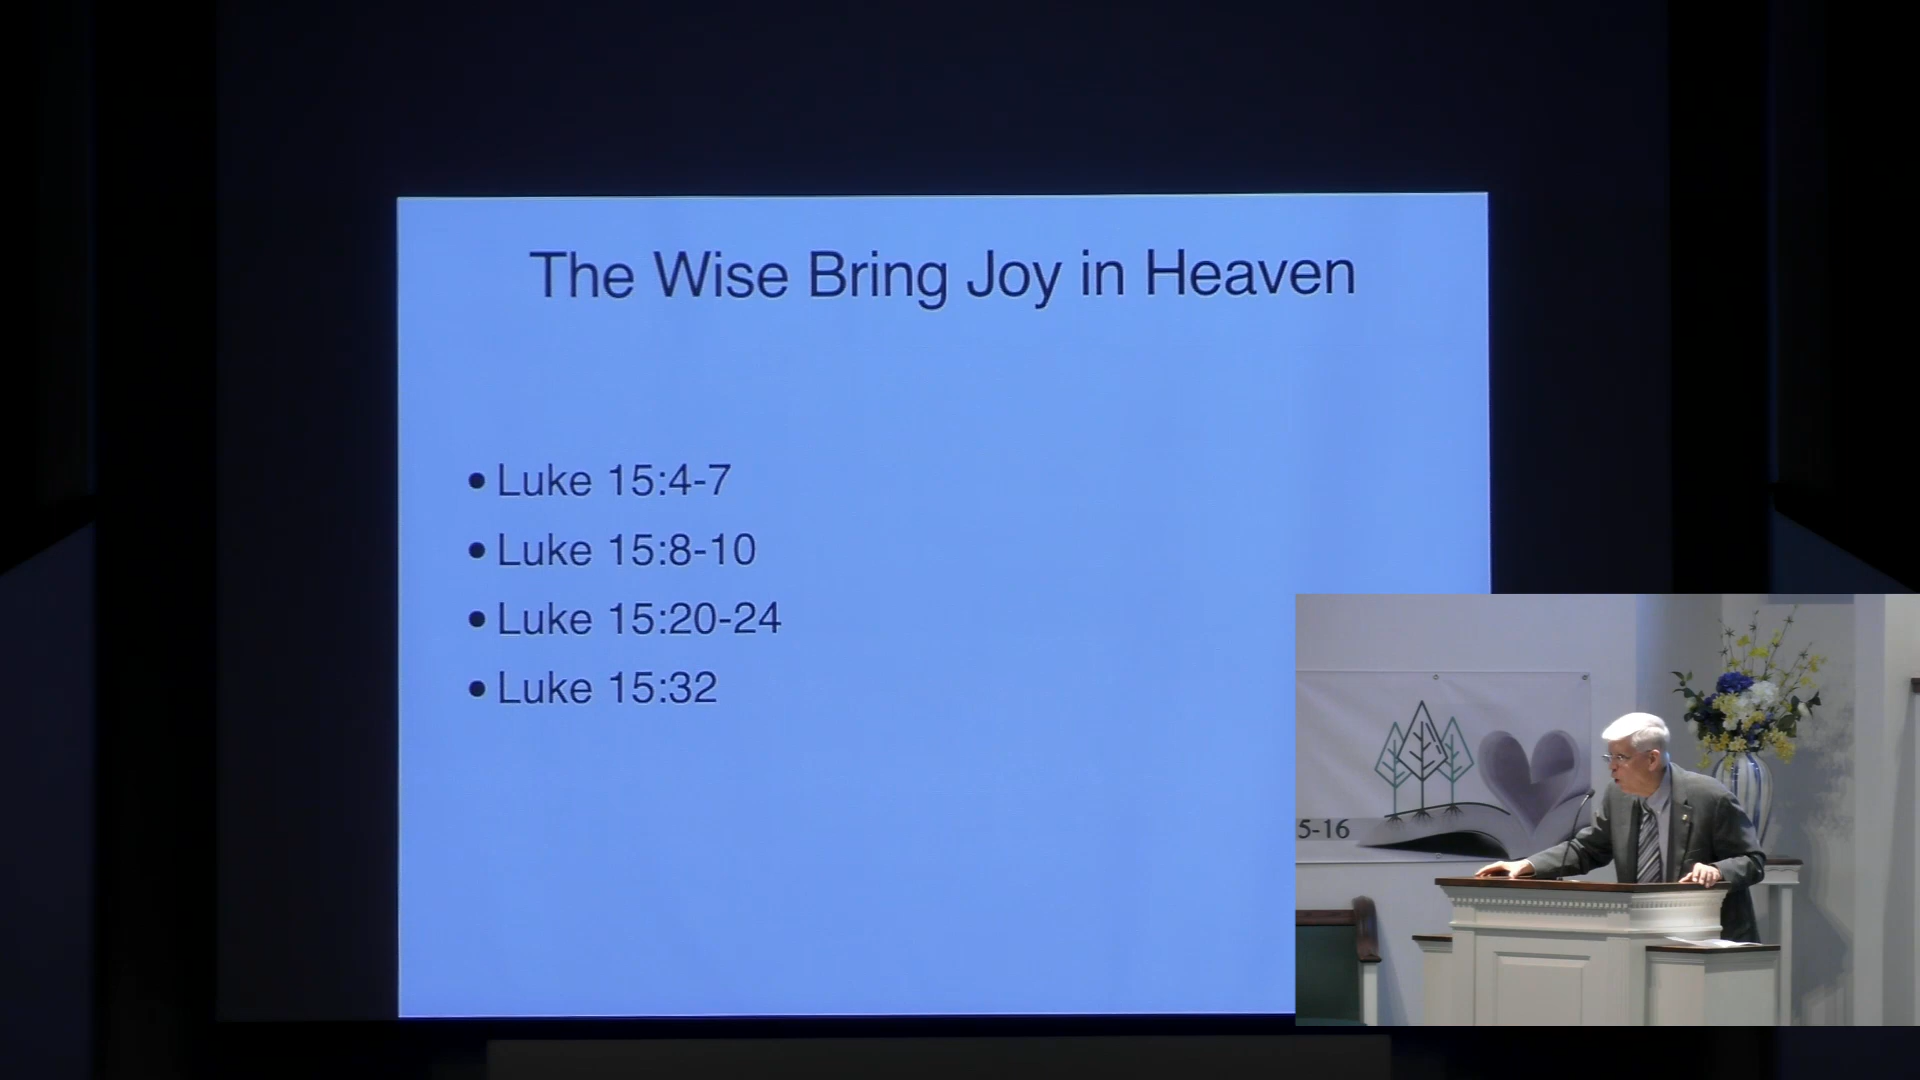 The Wise Bring Joy in Heaven
• Luke 15:4-7
• Luke 15:8-10
• Luke 15:20-24
• Luke 15:32
5-16